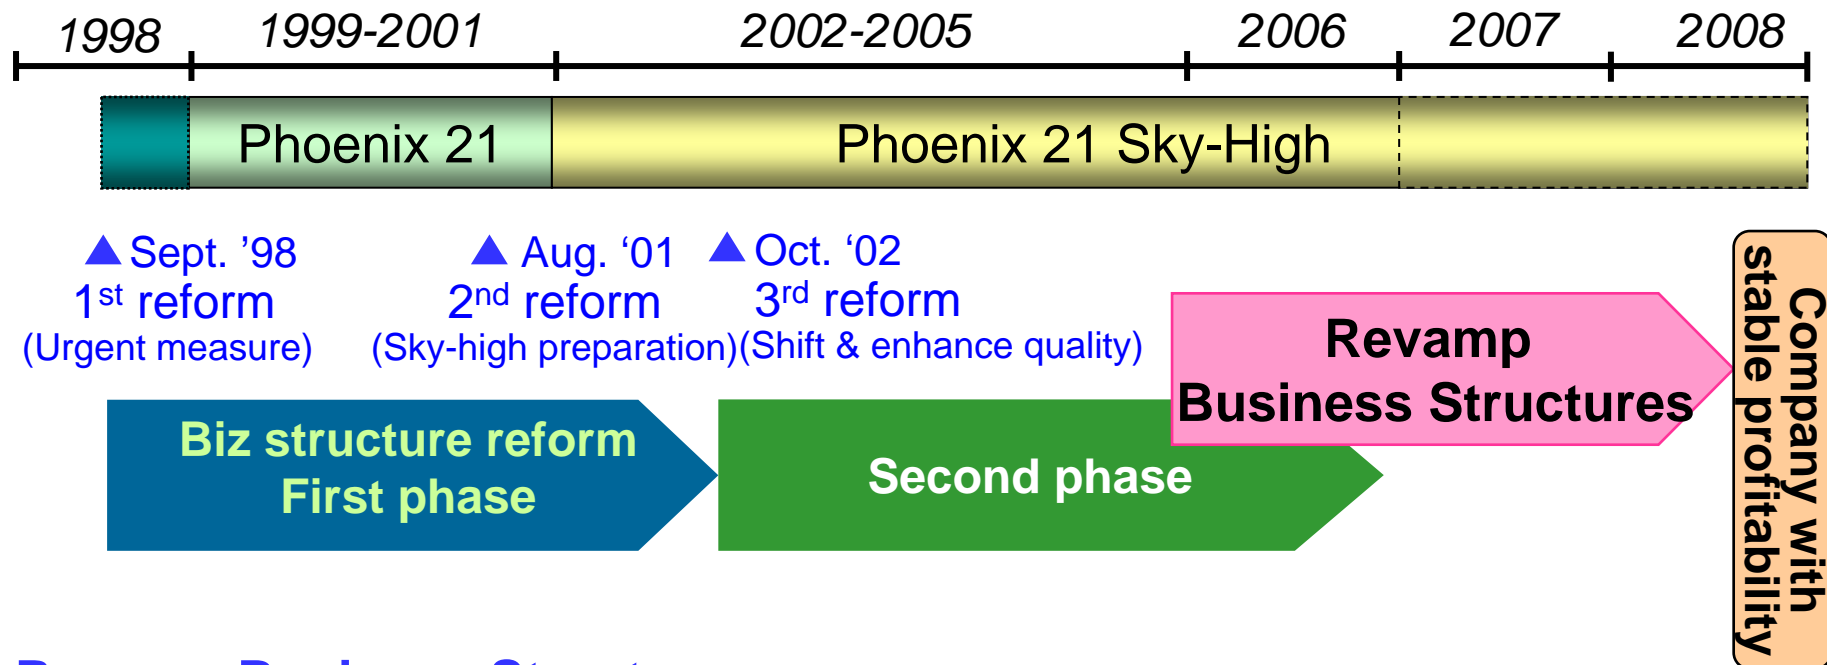 1998
1999-2001
2002-2005
2006
2007
2008
Phoenix 21
Phoenix 21 Sky-High
Sept. ’98
1st reform
(Urgent measure)
Aug. ‘01
2nd reform
(Sky-high preparation)
Oct. ‘02
3rd reform
(Shift & enhance quality)
Revamp
Business Structures
Biz structure reform
First phase
Second phase
Company with
stable profitability